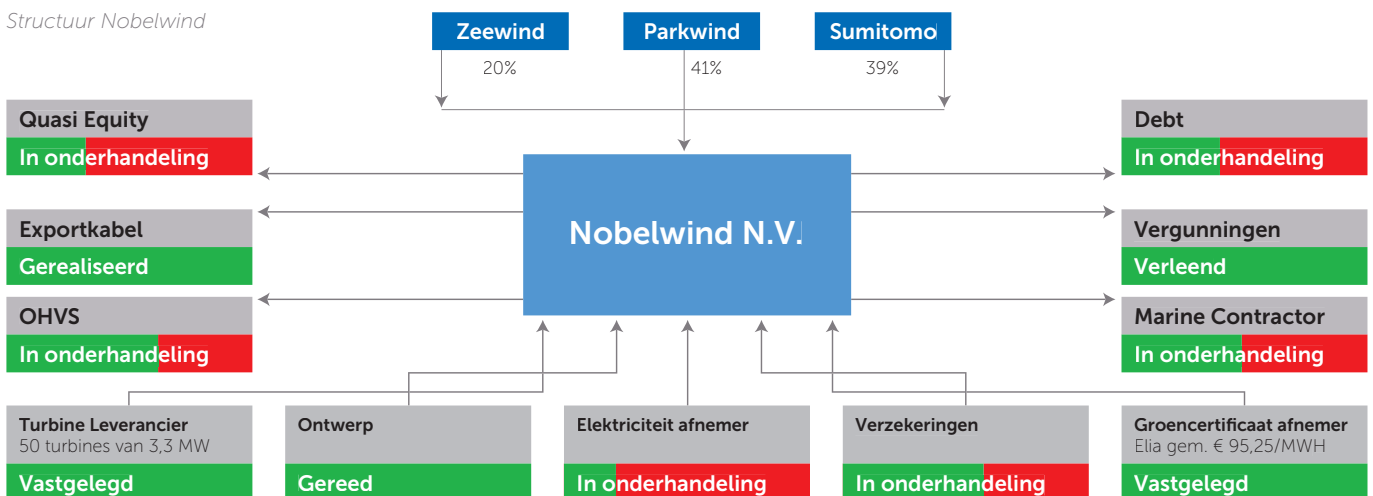 Structuur Nobelwind
Zeewind
Parkwind
Sumitomo
20%
41%
39%
Quasi Equity
In onderhandeling
Debt
In onderhandeling
Nobelwind N.V.
Exportkabel
Gerealiseerd
Vergunningen
Verleend
OHVS
In onderhandeling
Marine Contractor
In onderhandeling
Turbine Leverancier
50 turbines van 3,3 MW
Vastgelegd
Ontwerp
Gereed
Elektriciteit afnemer
In onderhandeling
Verzekeringen
In onderhandeling
Groencertificaat afnemer
Elia gem. € 95,25/MWH
Vastgelegd